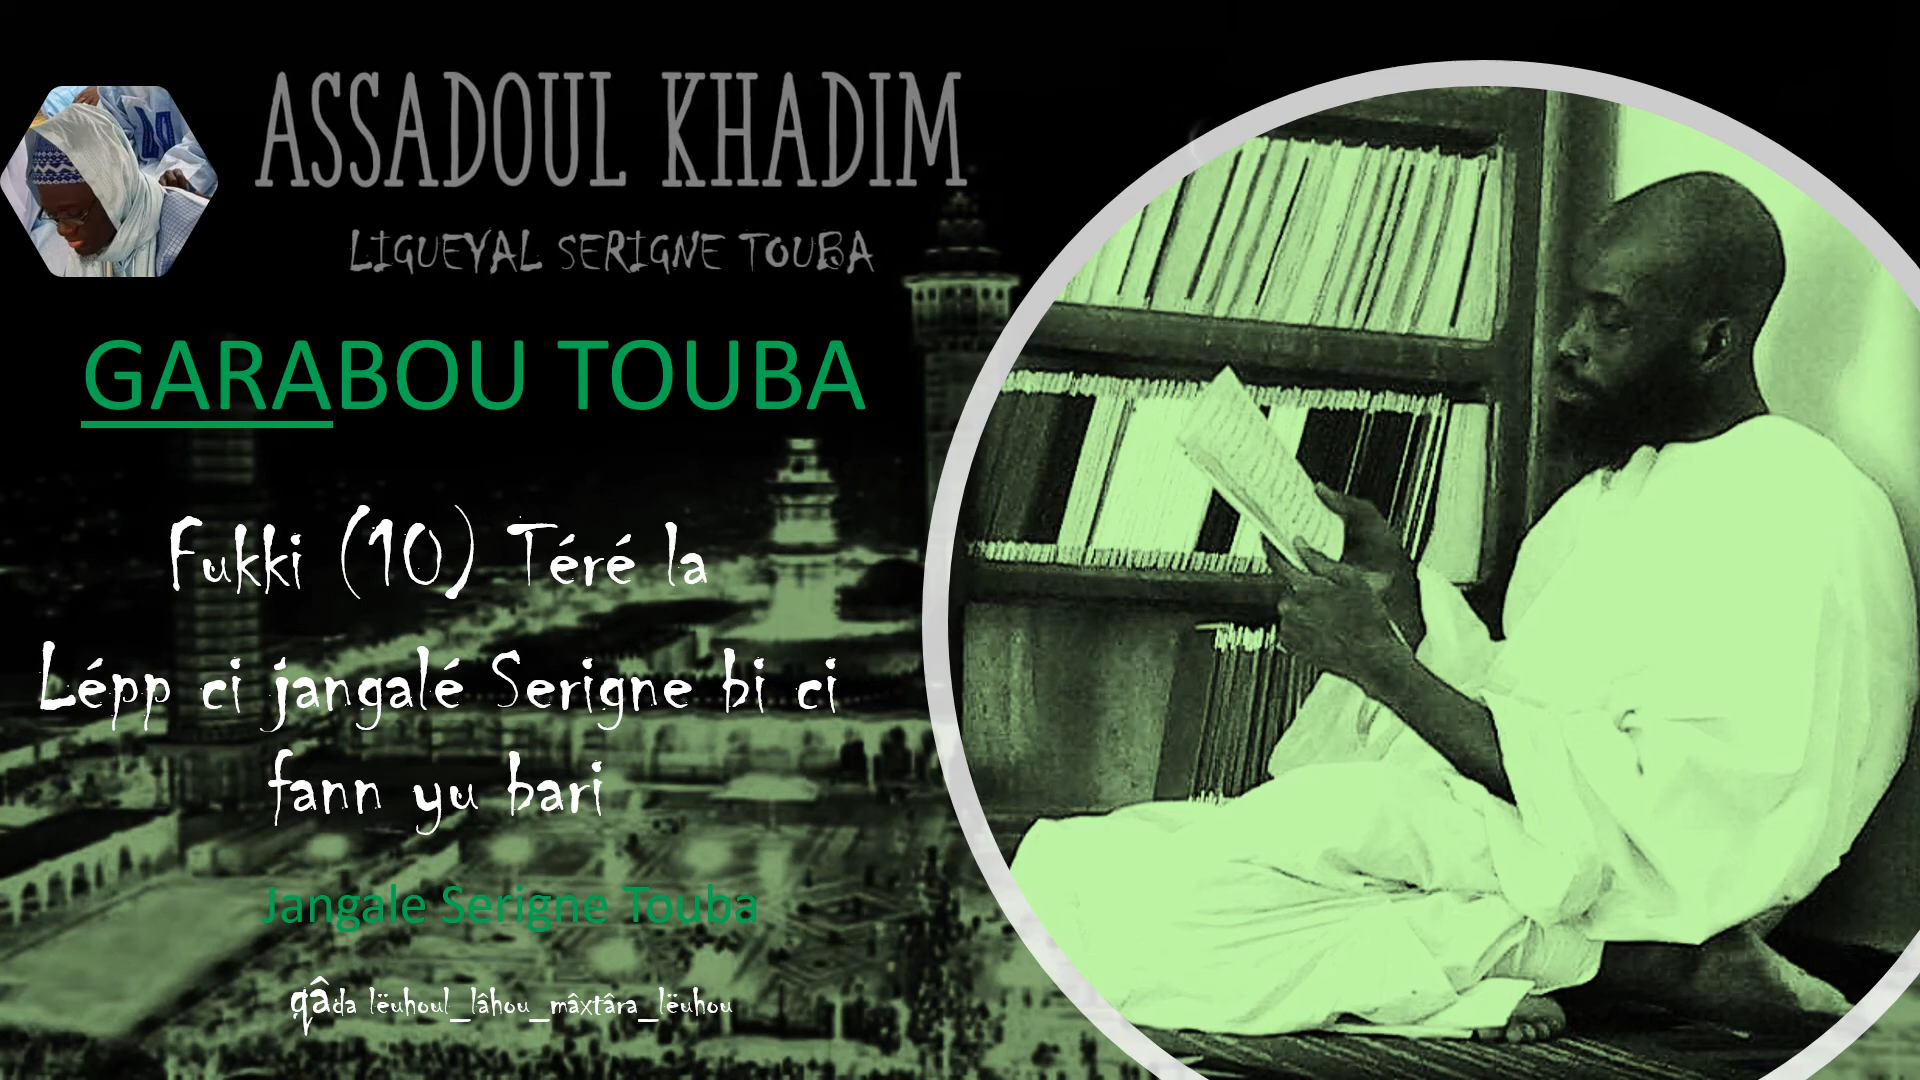 ASSADOUL KHADIM
LIGUEYAL SERIGNE TOUBA
GARABOU TOUBA
Fukki (10) Téré la
Lépp ci jangalé Serigne bi ci
fann yu bari
Jangale Serigne Touba
qâda lëuhoul_lâhou_mâxtâra_lëuhou